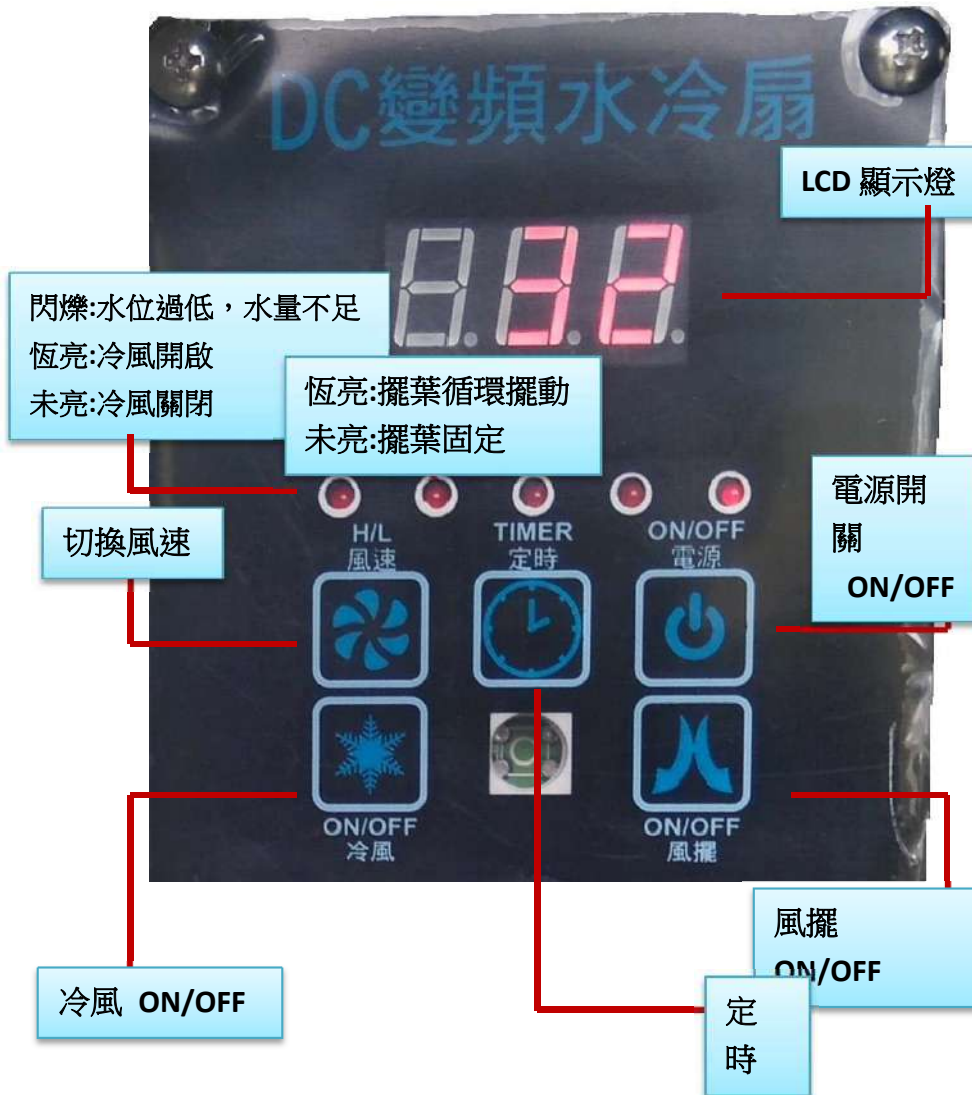 DC變頻水冷扇
LCD 顯示燈
32
閃爍:水位過低，水量不足
恆亮:冷風開啟
未亮:冷風關閉
恆亮:擺葉循環擺動
未亮:擺葉固定
電源開
關
ON/OFF
切換風速
H/L
風速
TIMER
定時
ON/OFF
電源
ON/OFF
冷風
ON/OFF
風擺
風擺
ON/OFF
冷風 ON/OFF
定
時